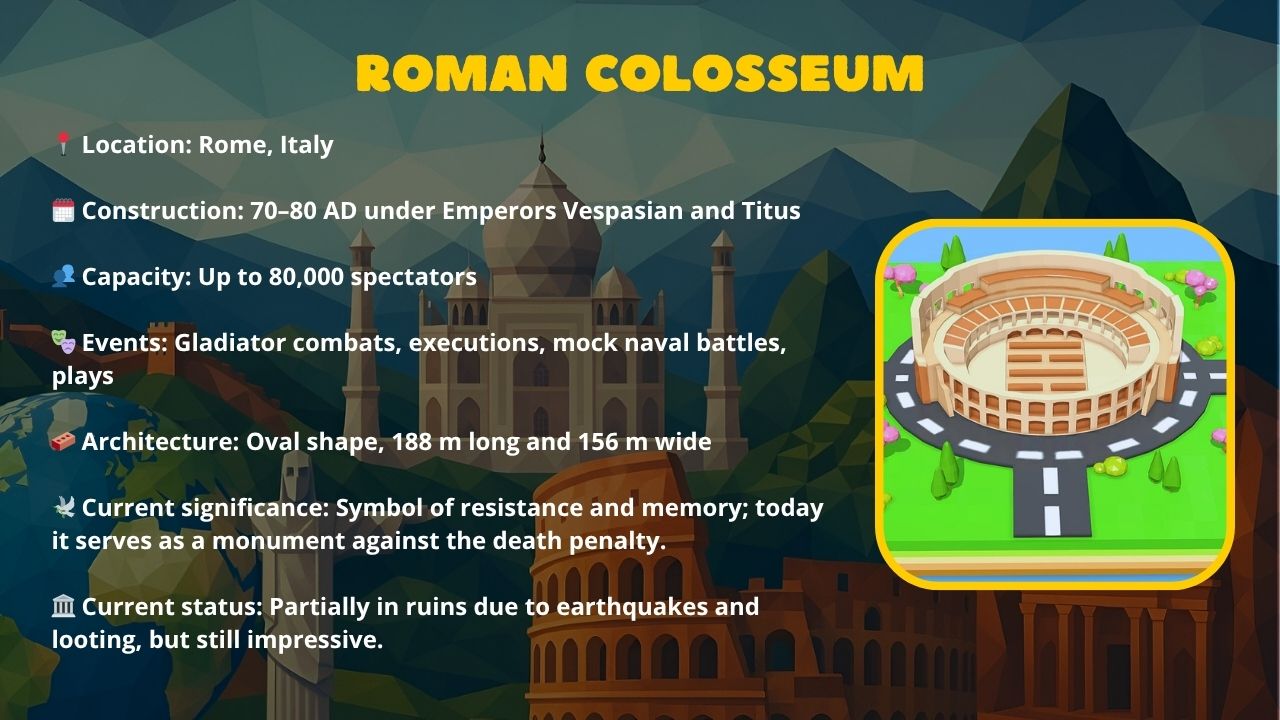 ROMAN COLOSSEUM
📍 Location: Rome, Italy
🗓️ Construction: 70–80 AD under Emperors Vespasian and Titus
👥 Capacity: Up to 80,000 spectators
🎭 Events: Gladiator combats, executions, mock naval battles,
plays
🧱 Architecture: Oval shape, 188 m long and 156 m wide
🕊️ Current significance: Symbol of resistance and memory; today
it serves as a monument against the death penalty.
🏛️ Current status: Partially in ruins due to earthquakes and
looting, but still impressive.